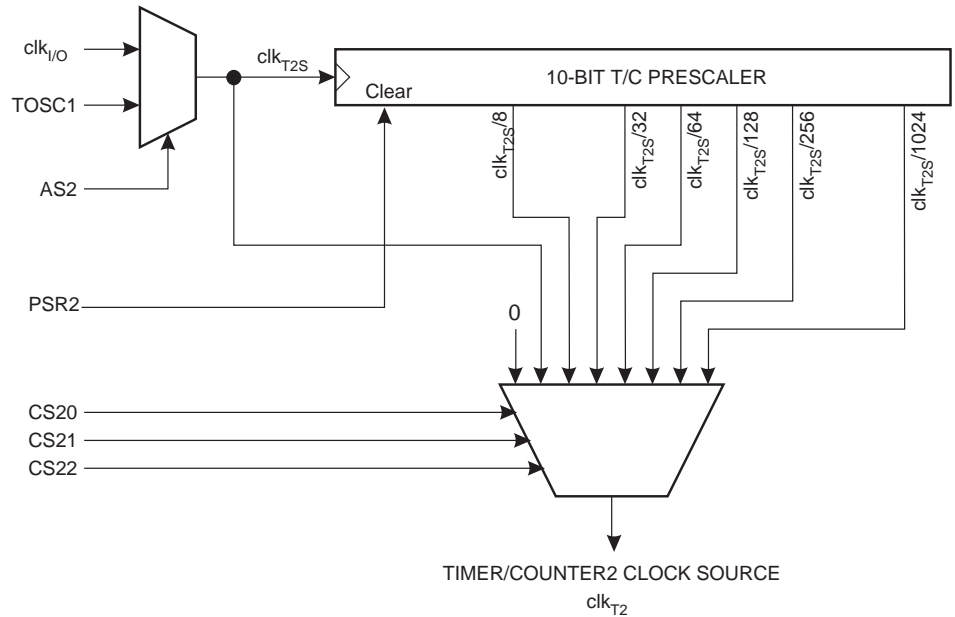 clkI/O
TOSC1
AS2
PSR2
CS20
CS21
CS22
clkT2S
10-BIT T/C PRESCALER
Clear
clkT2S/8
clkT2S/32
clkT2S/64
clkT2S/128
clkT2S/256
clkT2S/1024
0
TIMER/COUNTER2 CLOCK SOURCE
clkT2